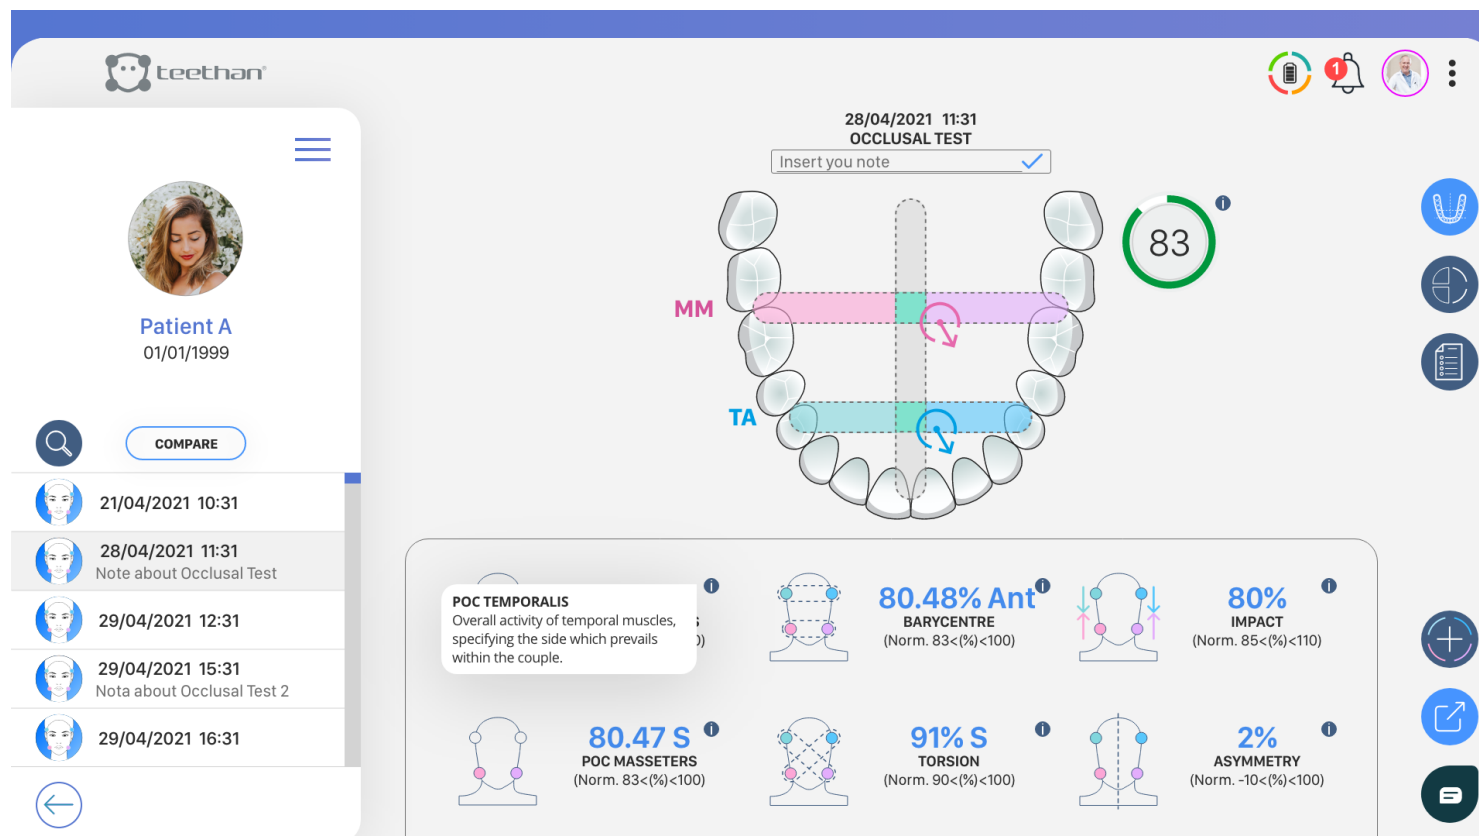 teethan®
1
28/04/2021 11:31
OCCLUSAL TEST
Insert you note
83
i
MM
TA
Patient A
01/01/1999
COMPARE
21/04/2021 10:31
28/04/2021 11:31
Note about Occlusal Test
29/04/2021 12:31
29/04/2021 15:31
Nota about Occlusal Test 2
29/04/2021 16:31
POC TEMPORALIS
Overall activity of temporal muscles,
specifying the side which prevails
within the couple.
i
80.48% Ant
i
BARYCENTRE
(Norm. 83<(%)<100)
80%
i
IMPACT
(Norm. 85<(%)<110)
80.47 S
i
POC MASSETERS
(Norm. 83<(%)<100)
91% S
i
TORSION
(Norm. 90<(%)<100)
2%
i
ASYMMETRY
(Norm. -10<(%)<100)